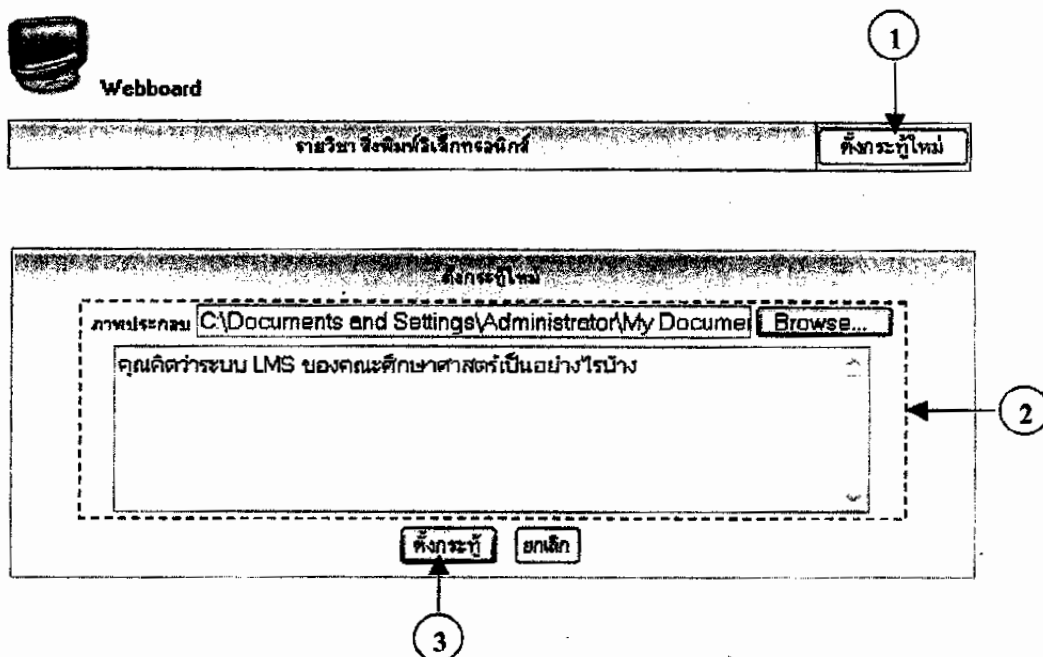 1
Webboard
รายวิชา สิ่งพิมพ์อิเล็กทรอนิกส์ ตั้งกระทู้ใหม่
ตั้งกระทู้ใหม่
ภาพประกอบ C:\Documents and Settings\Administrator\My Documer Browse...
คุณคิดว่าระบบ LMS ของคณะศึกษาศาสตร์เป็นอย่างไรบ้าง
2
ตั้งกระทู้ ยกเลิก
3